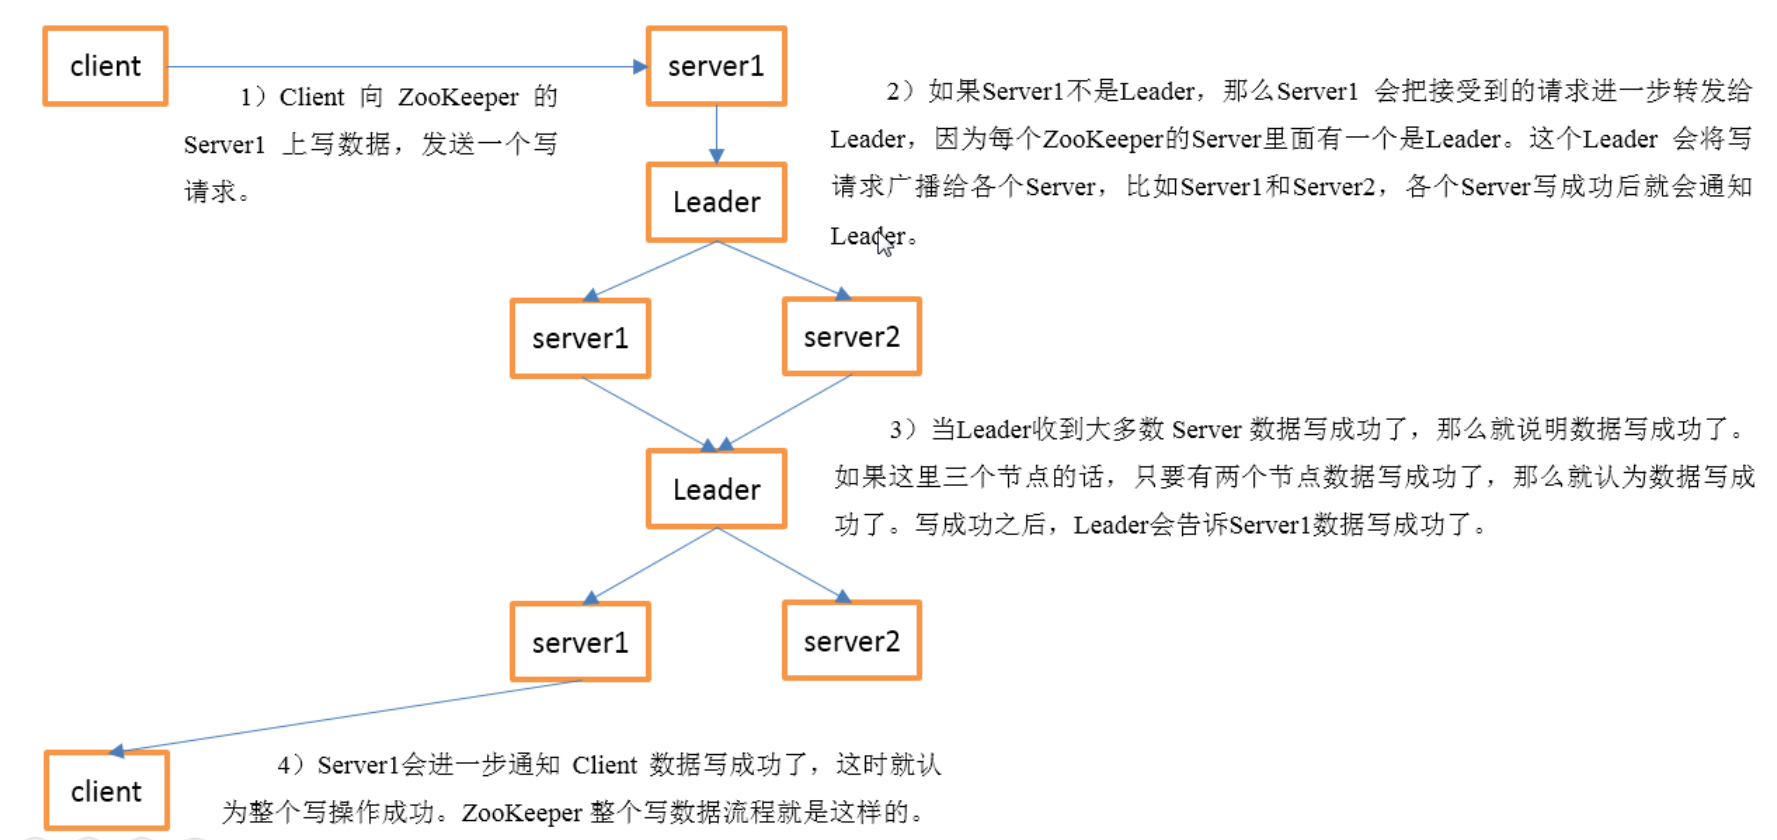 client
server1
1）Client 向 ZooKeeper 的
Server1 上写数据，发送一个写
请求。
2）如果Server1不是Leader，那么Server1 会把接受到的请求进一步转发给
Leader，因为每个ZooKeeper的Server里面有一个是Leader。这个Leader 会将写
请求广播给各个Server，比如Server1和Server2，各个Server写成功后就会通知
Leader。
Leader
server1
server2
3）当Leader收到大多数 Server 数据写成功了，那么就说明数据写成功了。
如果这里三个节点的话，只要有两个节点数据写成功了，那么就认为数据写成
功了。写成功之后，Leader会告诉Server1数据写成功了。
Leader
server1
server2
client
4）Server1会进一步通知 Client 数据写成功了，这时就认
为整个写操作成功。ZooKeeper 整个写数据流程就是这样的。